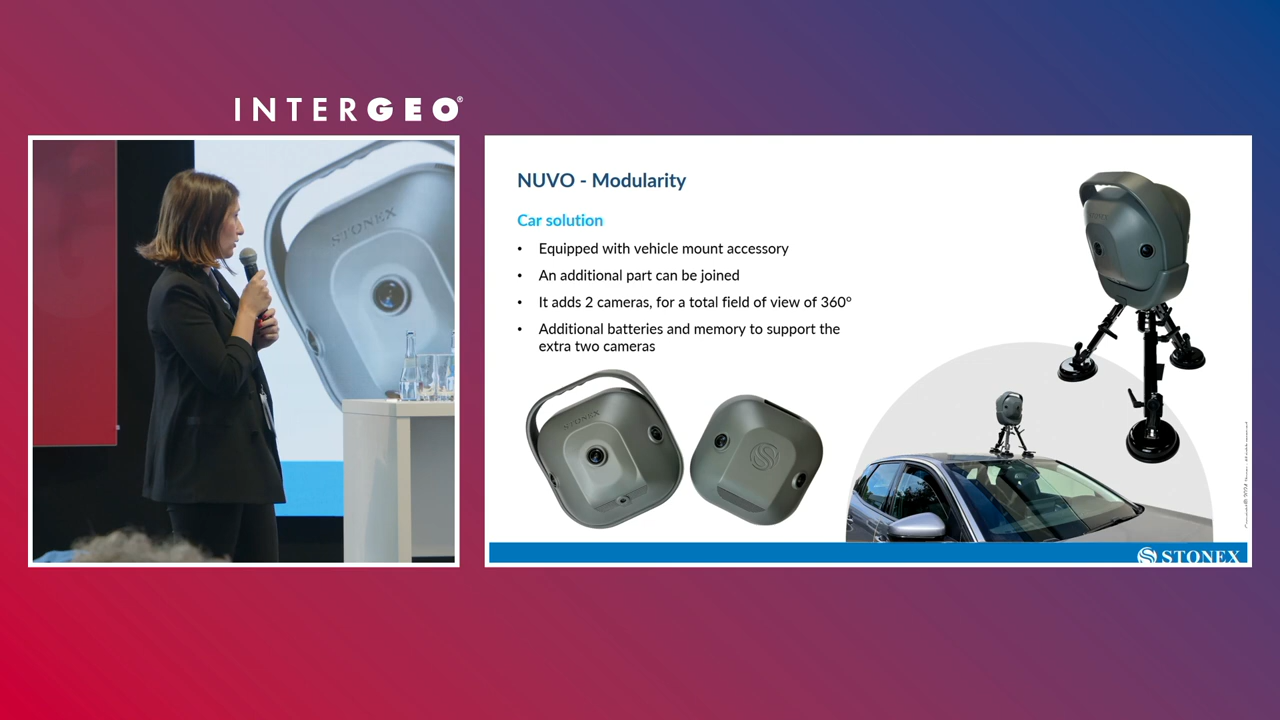 INTERGEO®
STONEX
NUVO - Modularity
Car solution
• Equipped with vehicle mount accessory
• An additional part can be joined
• It adds 2 cameras, for a total field of view of 360°
• Additional batteries and memory to support the
extra two cameras
STONEX
STONEX
STONEX